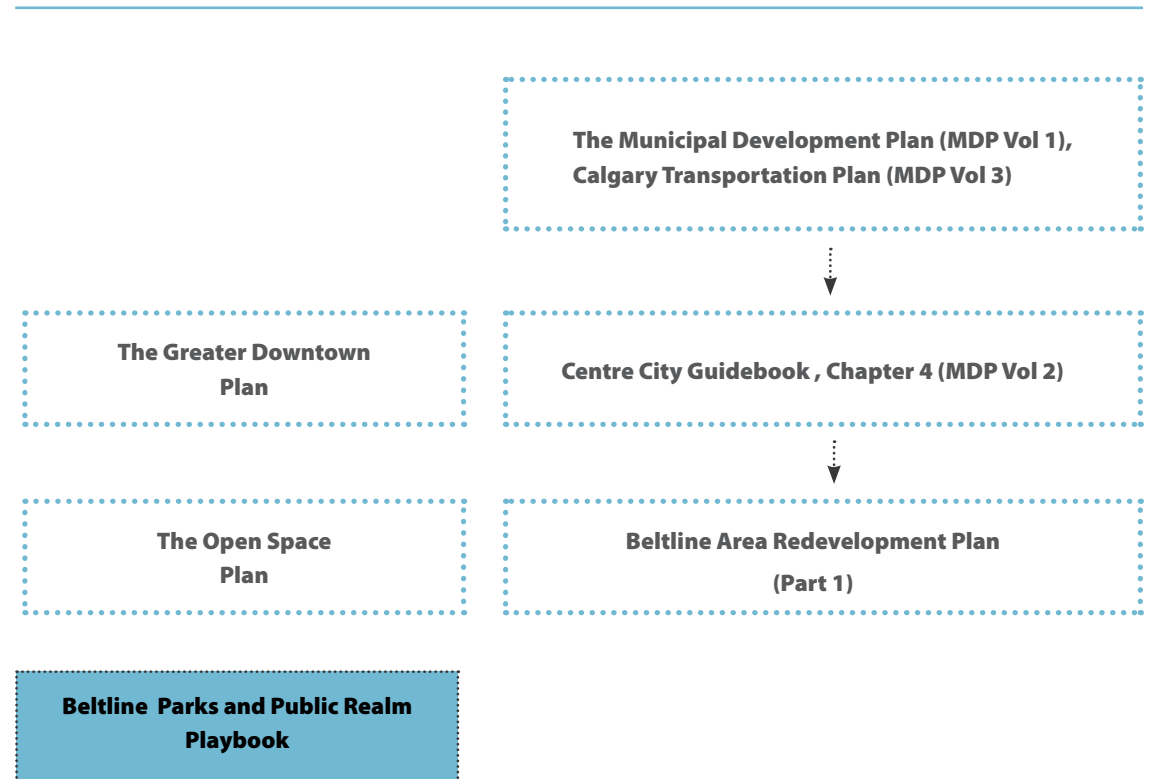 The Municipal Development Plan (MDP Vol 1),
Calgary Transportation Plan (MDP Vol 3)
The Greater Downtown
Plan
Centre City Guidebook , Chapter 4 (MDP Vol 2)
The Open Space
Plan
Beltline Area Redevelopment Plan
(Part 1)
Beltline Parks and Public Realm
Playbook